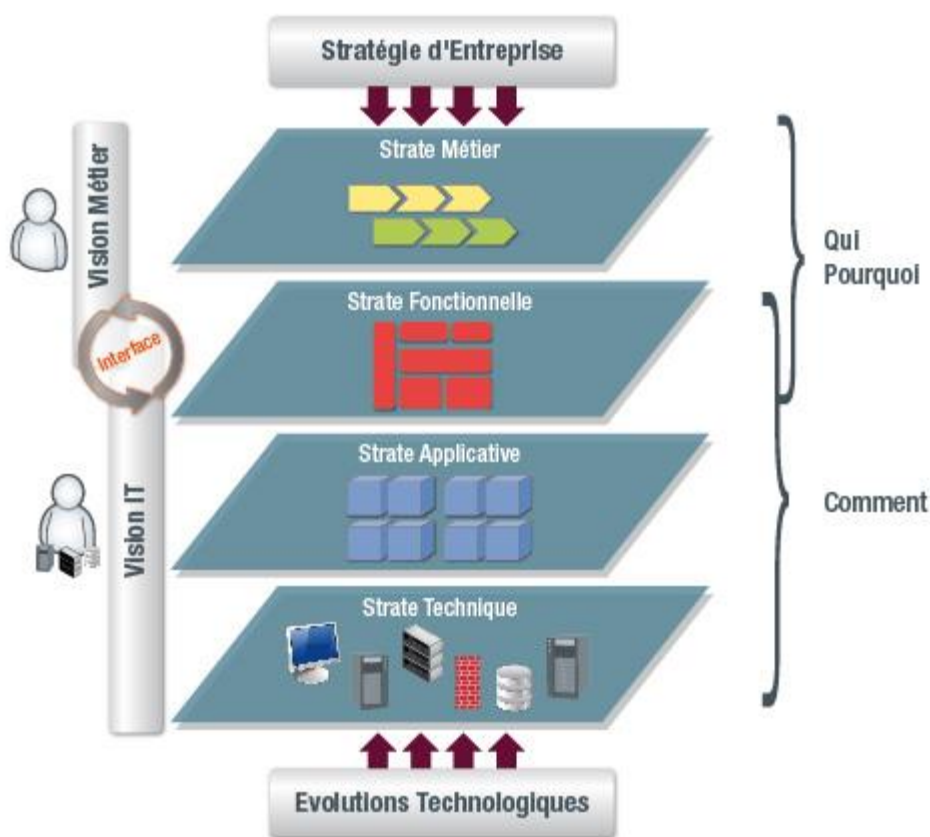 Stratégie d'Entreprise
Strate Métier
Vision Métier
Qui
Pourquoi
Strate Fonctionnelle
Interface
Strate Applicative
Vision IT
Comment
Strate Technique
Evolutions Technologiques